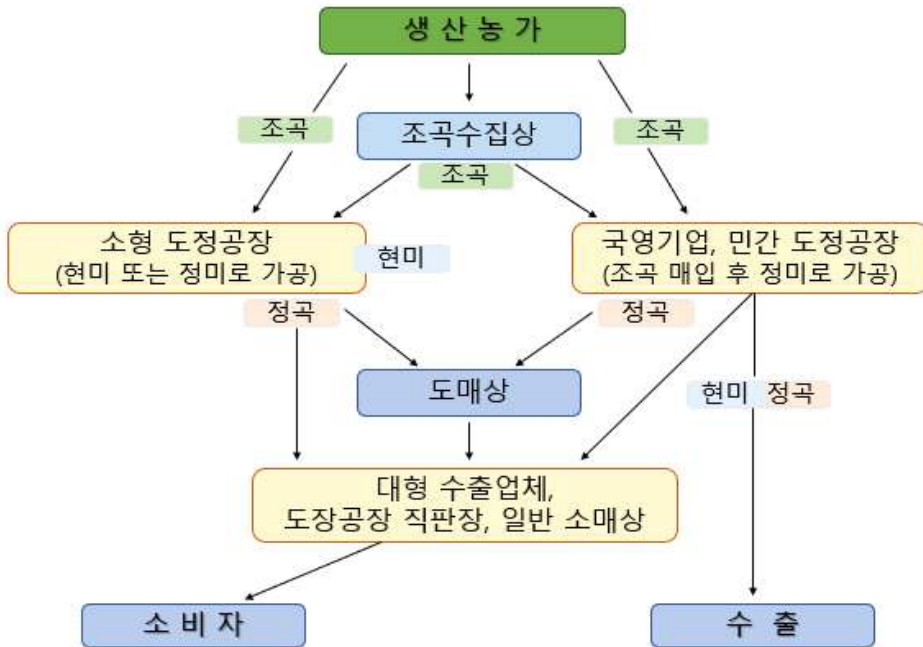 생 산 농 가
조곡
조곡수집상
조곡
조곡
소형 도정공장
(현미 또는 정미로 가공)
현미
국영기업, 민간 도정공장
(조곡 매입 후 정미로 가공)
정곡
정곡
도매상
현미 정곡
대형 수출업체,
도장공장 직판장, 일반 소매상
소 비 자
수 출